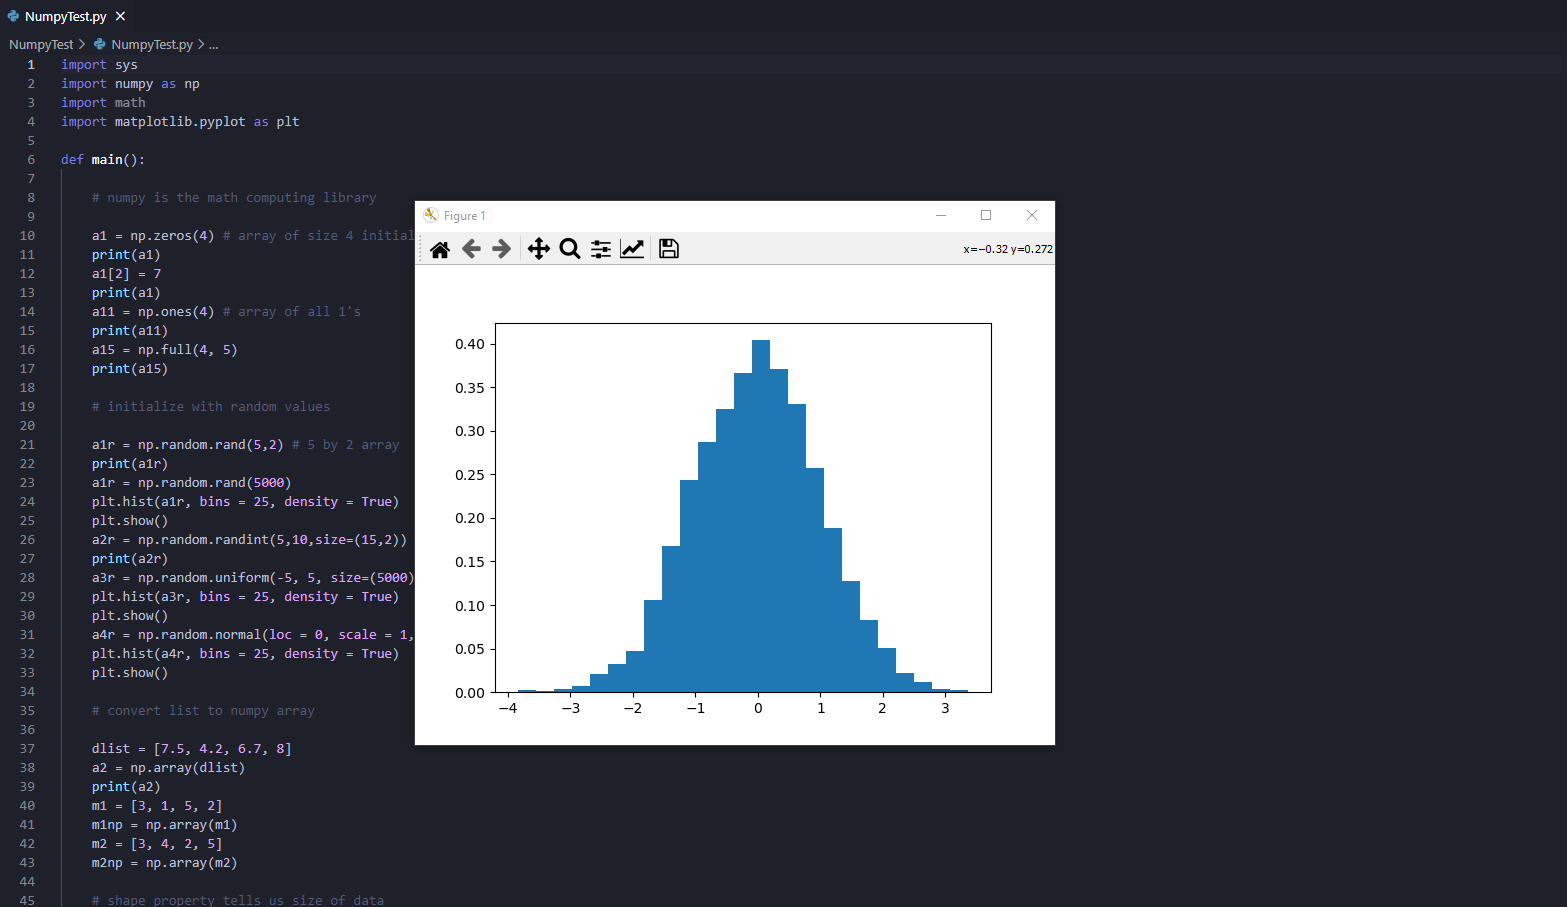 NumpyTest.py
NumpyTest > NumpyTest.py > ...
1 import sys
2 import numpy as np
3 import math
4 import matplotlib.pyplot as plt
5
6 def main():
7
8 # numpy is the math computing library
9
10 a1 = np.zeros(4) # array of size 4 initial
11 print(a1)
12 a1[2] = 7
13 print(a1)
14 a11 = np.ones(4) # array of all 1's
15 print(a11)
16 a15 = np.full(4, 5)
17 print(a15)
18
19 # initialize with random values
20
21 a1r = np.random.rand(5,2) # 5 by 2 array
22 print(a1r)
23 a1r = np.random.rand(5000)
24 plt.hist(a1r, bins = 25, density = True)
25 plt.show()
26 a2r = np.random.randint(5,10,size=(15,2))
27 print(a2r)
28 a3r = np.random.uniform(-5, 5, size=(5000)
29 plt.hist(a3r, bins = 25, density = True)
30 plt.show()
31 a4r = np.random.normal(loc = 0, scale = 1,
32 plt.hist(a4r, bins = 25, density = True)
33 plt.show()
34
35 # convert list to numpy array
36
37 dlist = [7.5, 4.2, 6.7, 8]
38 a2 = np.array(dlist)
39 print(a2)
40 m1 = [3, 1, 5, 2]
41 m1np = np.array(m1)
42 m2 = [3, 4, 2, 5]
43 m2np = np.array(m2)
44
45 # shape property tells us size of data
Figure 1
x=−0.32 y=0.272
0.40
0.35
0.30
0.25
0.20
0.15
0.10
0.05
0.00
−4 −3 −2 −1 0 1 2 3